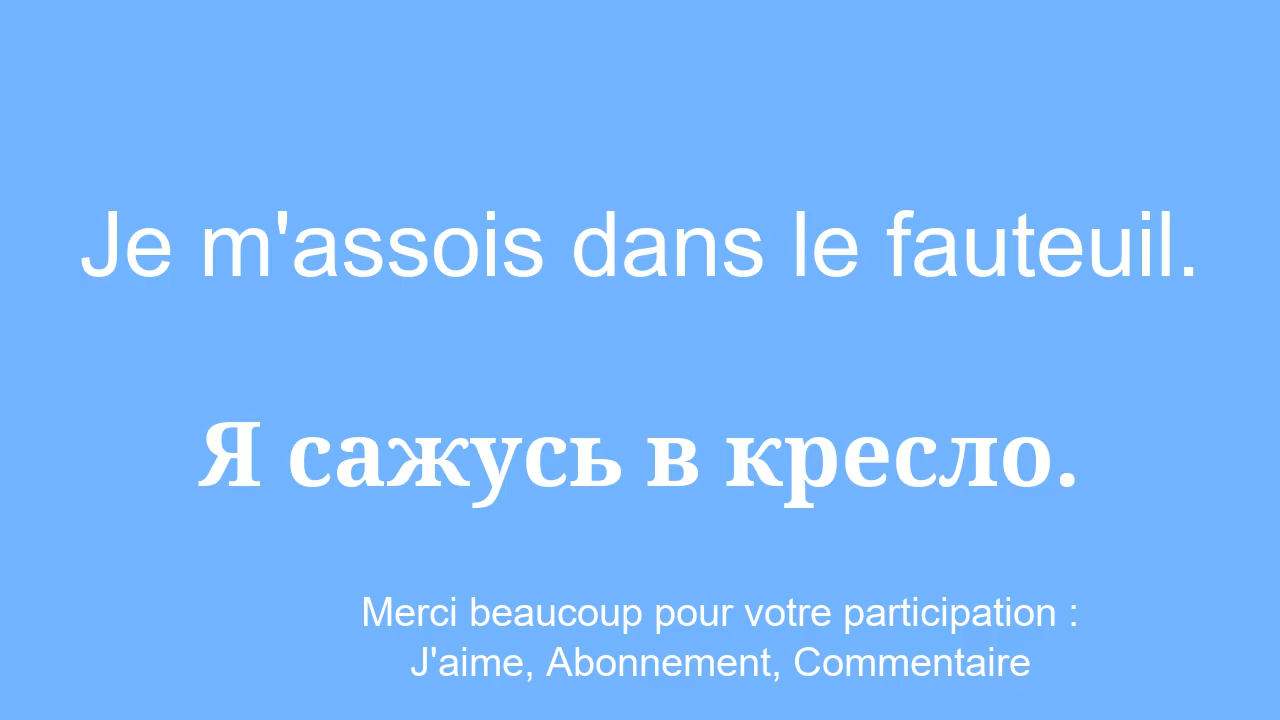 Je m'assois dans le fauteuil.
Я сажусь в кресло.
Merci beaucoup pour votre participation :
J'aime, Abonnement, Commentaire